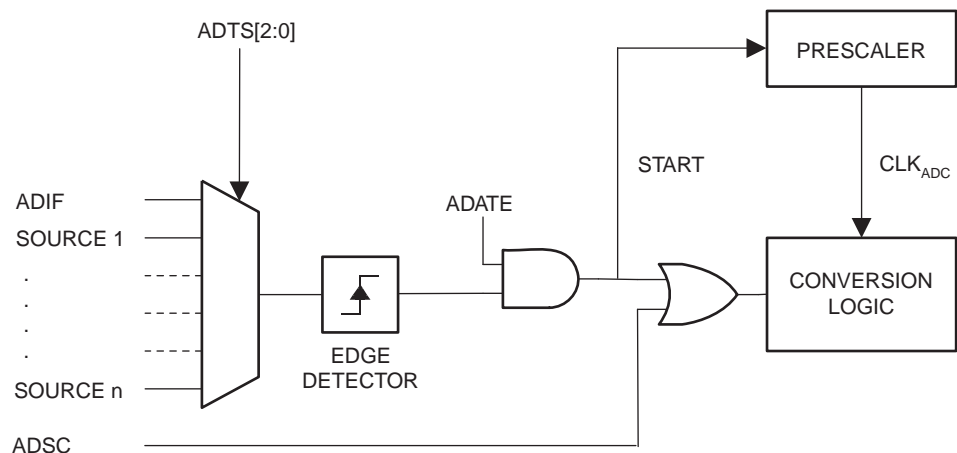 ADTS[2:0]
PRESCALER
START
CLKADC
ADIF
ADATE
SOURCE 1
.
.
.
.
CONVERSION
LOGIC
EDGE
DETECTOR
SOURCE n
ADSC